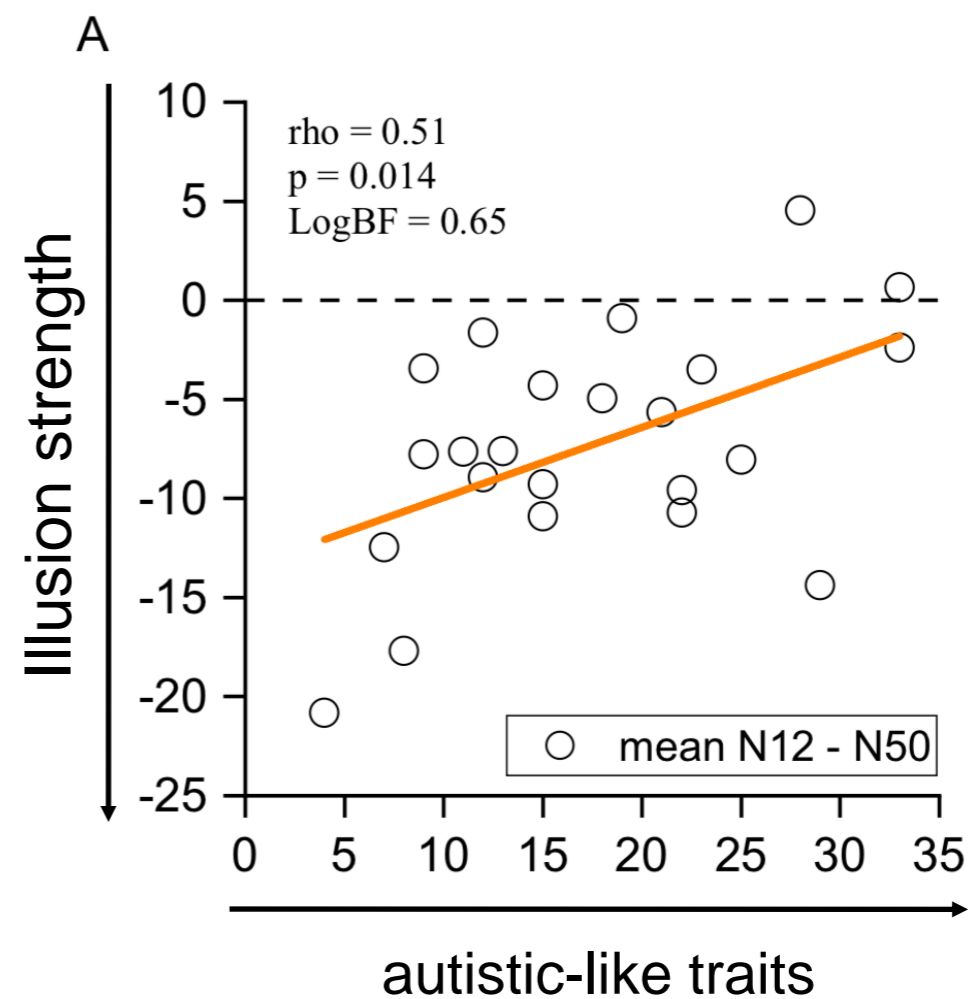 A
10
5
0
-5
-10
-15
-20
-25
Illusion strength
rho = 0.51
p = 0.014
LogBF = 0.65
mean N12 - N50
0 5 10 15 20 25 30 35
autistic-like traits